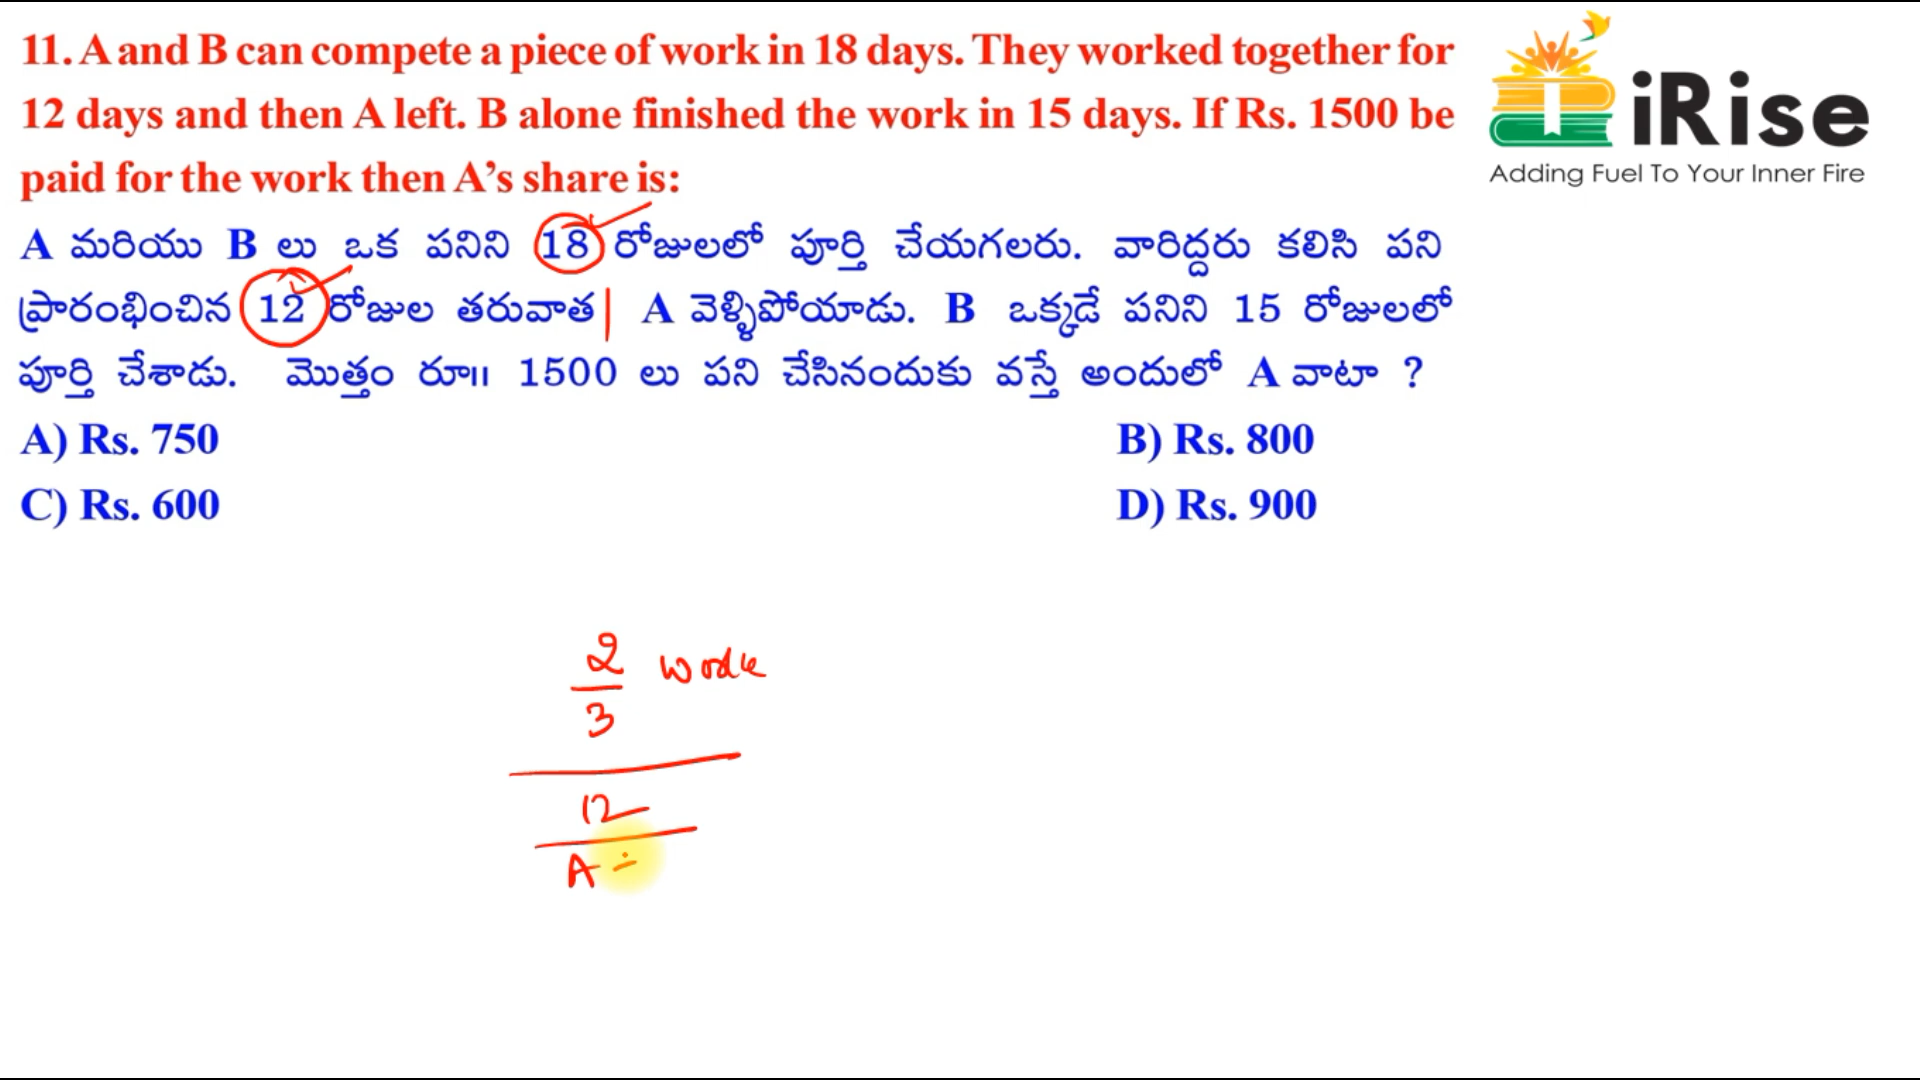 11. A and B can compete a piece of work in 18 days. They worked together for
12 days and then A left. B alone finished the work in 15 days. If Rs. 1500 be
paid for the work then A's share is:
A మరియు B లు ఒక పనిని 18 రోజులలో పూర్తి చేయగలరు. వారిద్దరు కలిసి పని
ప్రారంభించిన 12 రోజుల తరువాత A వెళ్ళిపోయాడు. B ఒక్కడే పనిని 15 రోజులలో
పూర్తి చేశాడు. మొత్తం రూ॥ 1500 లు పని చేసినందుకు వస్తే అందులో A వాటా ?
A) Rs. 750 B) Rs. 800
C) Rs. 600 D) Rs. 900
iRise
Adding Fuel To Your Inner Fire
2 work
3
12
A ÷